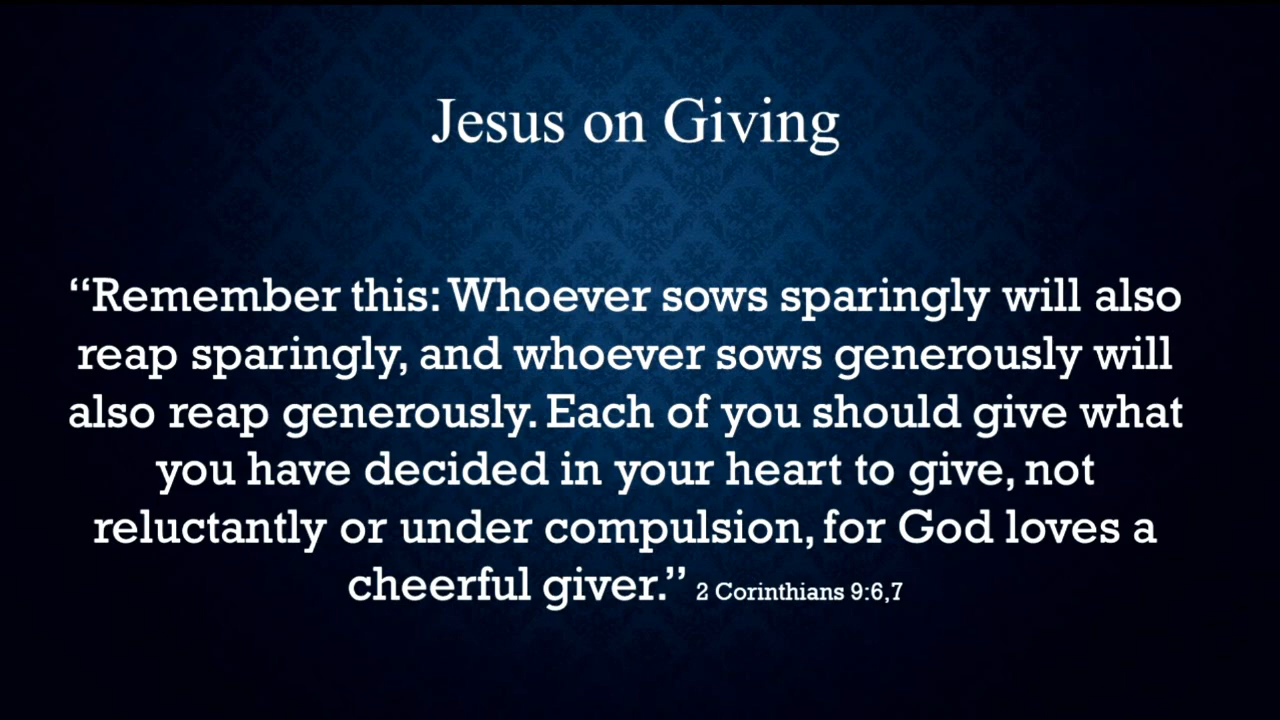 Jesus on Giving
“Remember this: Whoever sows sparingly will also
reap sparingly, and whoever sows generously will
also reap generously. Each of you should give what
you have decided in your heart to give, not
reluctantly or under compulsion, for God loves a
cheerful giver.” 2 Corinthians 9:6,7